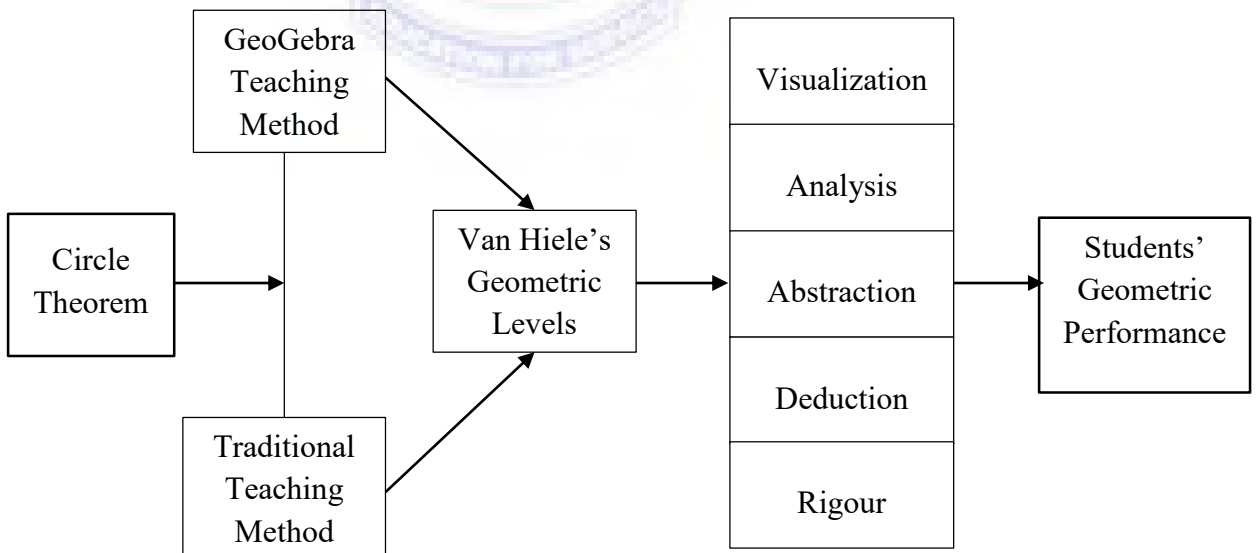 GeoGebra
Teaching
Method
Visualization
Analysis
Circle
Theorem
Van Hiele’s
Geometric
Levels
Abstraction
Students’
Geometric
Performance
Deduction
Traditional
Teaching
Method
Rigour